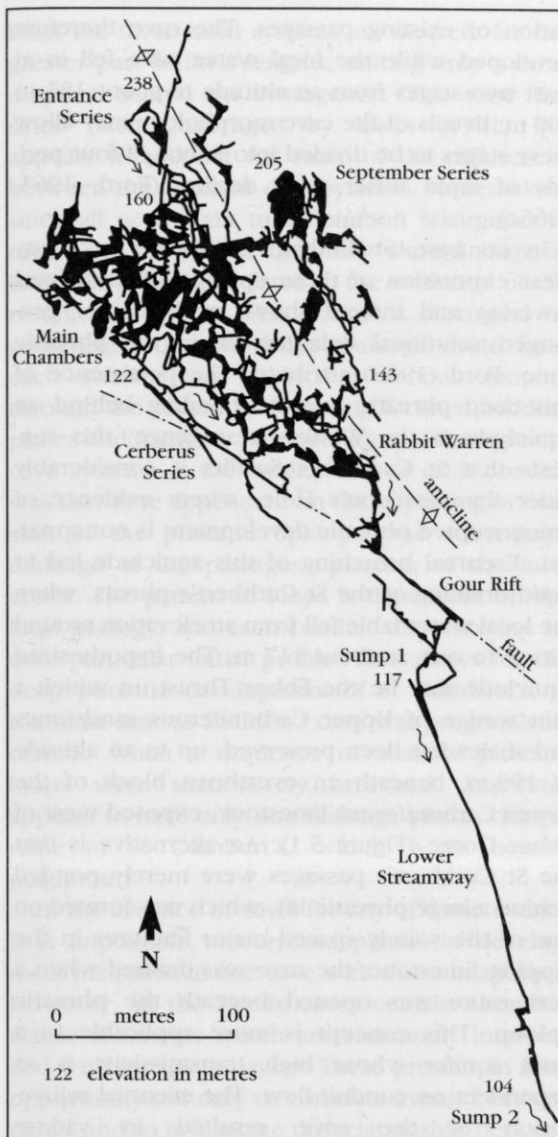 238
Entrance
Series
205
September Series
160
Main
Chambers
122
143
Cerberus
Series
Rabbit Warren
anticline
Gour Rift
fault
Sump 1
117
Lower
Streamway
N
0 metres 100
122 elevation in metres
104
Sump 2